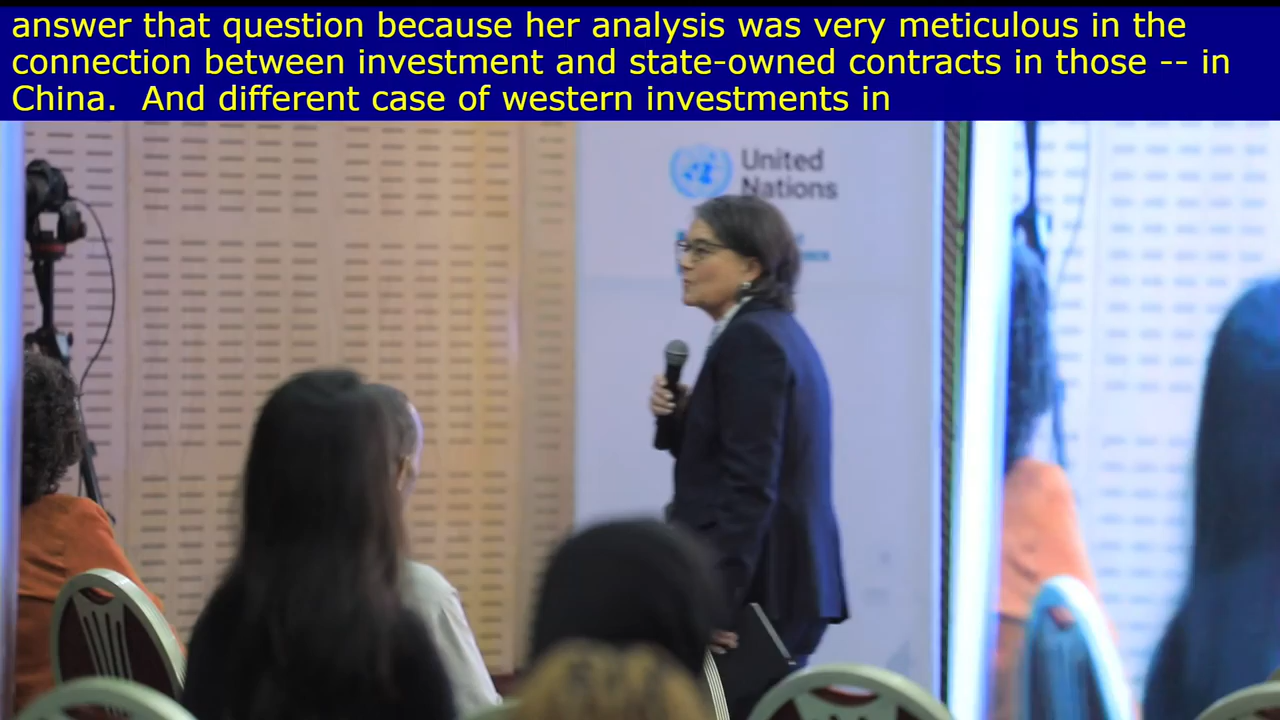 answer that question because her analysis was very meticulous in the
connection between investment and state-owned contracts in those -- in
China.  And different case of western investments in
United
Nations